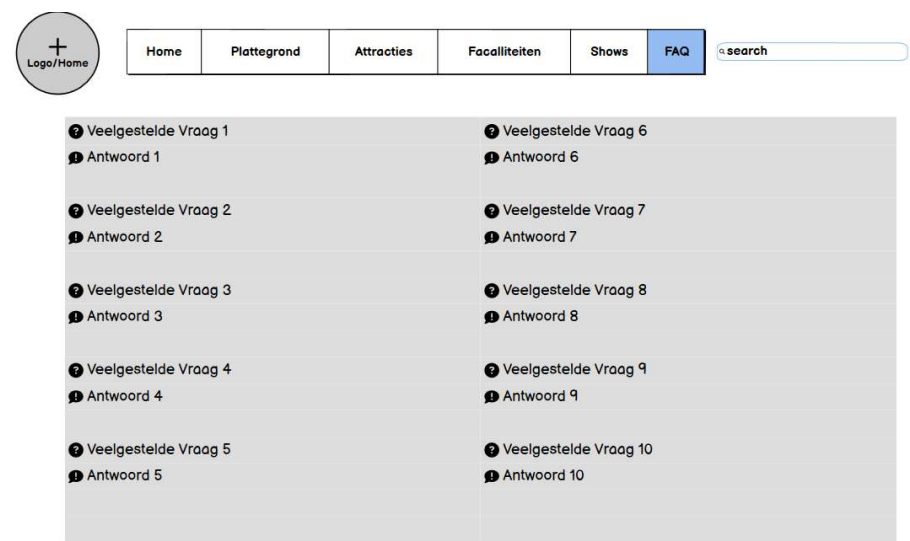 Logo/Home
Home
Plattegrond
Attracties
Facalliteiten
Shows
FAQ
search
Veelgestelde Vraag 1
Antwoord 1
Veelgestelde Vraag 2
Antwoord 2
Veelgestelde Vraag 3
Antwoord 3
Veelgestelde Vraag 4
Antwoord 4
Veelgestelde Vraag 5
Antwoord 5
Veelgestelde Vraag 6
Antwoord 6
Veelgestelde Vraag 7
Antwoord 7
Veelgestelde Vraag 8
Antwoord 8
Veelgestelde Vraag 9
Antwoord 9
Veelgestelde Vraag 10
Antwoord 10